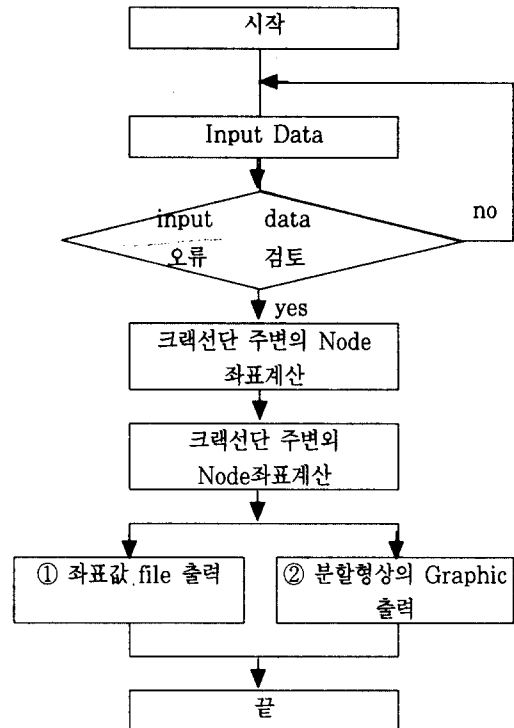 시작
Input Data
input data
no
오류 검토
yes
크랙선단 주변의 Node
좌표계산
크랙선단 주변외
Node좌표계산
① 좌표값 file 출력
② 분할형상의 Graphic
출력
끝